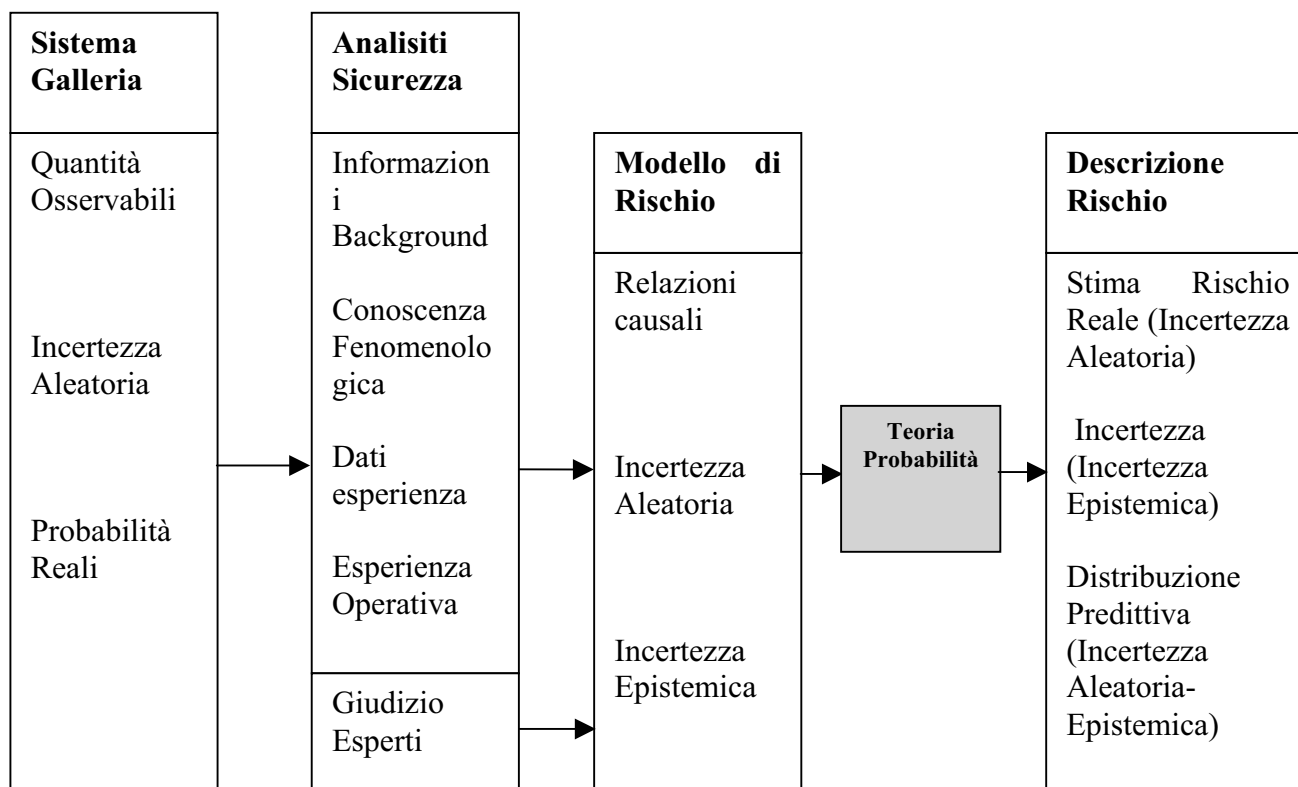 Sistema
Galleria
Quantità
Osservabili
Incertezza
Aleatoria
Probabilità
Reali
Analisiti
Sicurezza
Informazion
i
Background
Conoscenza
Fenomenolo
gica
Dati
esperienza
Esperienza
Operativa
Giudizio
Esperti
Modello di
Rischio
Relazioni
causali
Incertezza
Aleatoria
Incertezza
Epistemica
Teoria
Probabilità
Descrizione
Rischio
Stima Rischio
Reale (Incertezza
Aleatoria)
Incertezza
(Incertezza
Epistemica)
Distribuzione
Predittiva
(Incertezza
Aleatoria-
Epistemica)